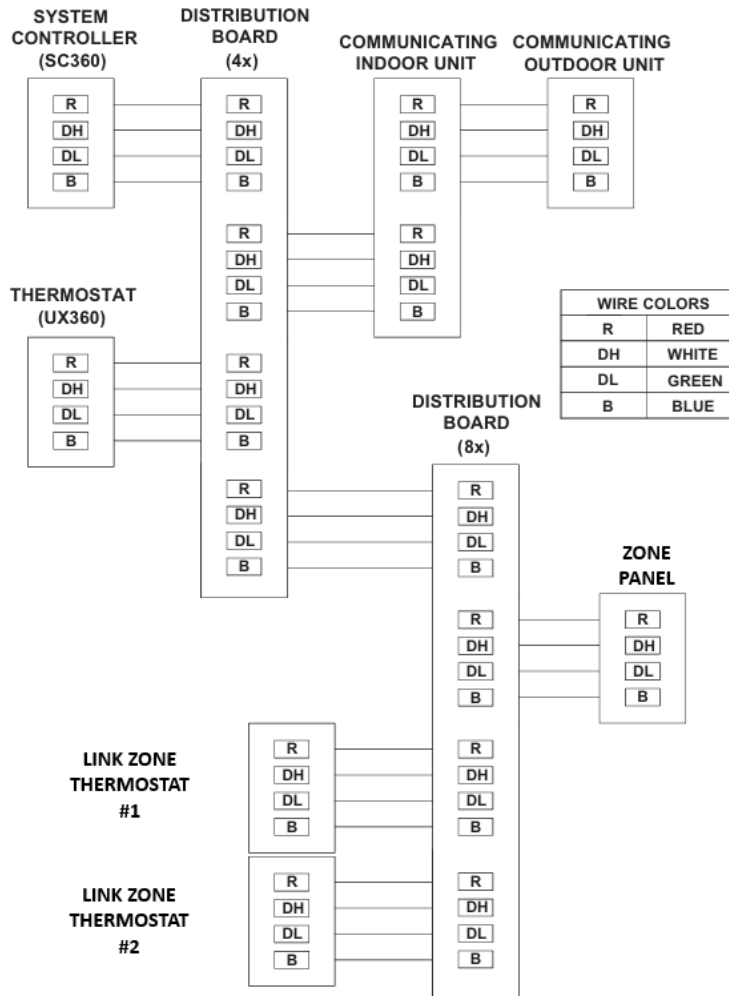 SYSTEM
CONTROLLER
(SC360)
DISTRIBUTION
BOARD
(4x)
COMMUNICATING
INDOOR UNIT
COMMUNICATING
OUTDOOR UNIT
R
DH
DL
B
R
DH
DL
B
R
DH
DL
B
R
DH
DL
B
R
DH
DL
B
R
DH
DL
B
THERMOSTAT
(UX360)
R
DH
DL
B
R
DH
DL
B
WIRE COLORS
R RED
DH WHITE
DL GREEN
B BLUE
DISTRIBUTION
BOARD
(8x)
R
DH
DL
B
R
DH
DL
B
ZONE
PANEL
R
DH
DL
B
R
DH
DL
B
LINK ZONE
THERMOSTAT
#1
R
DH
DL
B
R
DH
DL
B
LINK ZONE
THERMOSTAT
#2
R
DH
DL
B
R
DH
DL
B